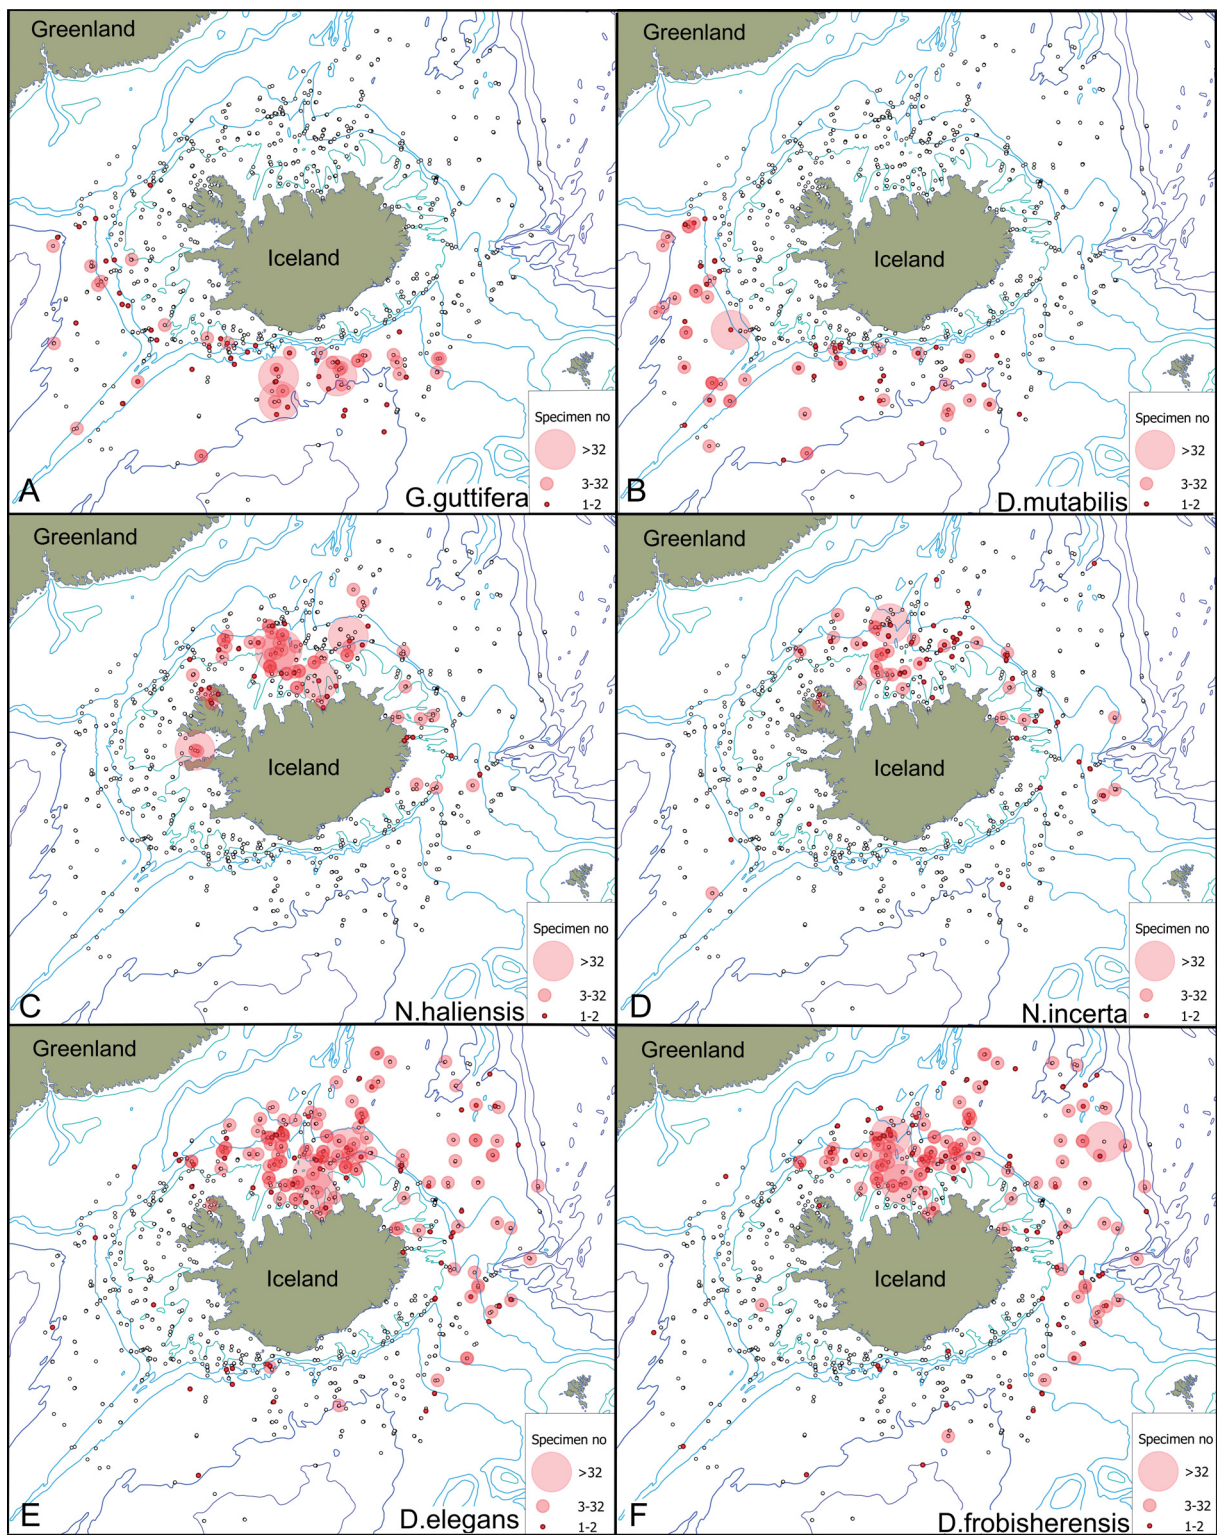 Greenland
Iceland
Specimen no
>32
3-32
1-2
A
G.guttifera
Greenland
Iceland
Specimen no
>32
3-32
1-2
B
D.mutabilis
Greenland
Iceland
Specimen no
>32
3-32
1-2
C
N.haliensis
Greenland
Iceland
Specimen no
>32
3-32
1-2
D
N.incerta
Greenland
Iceland
Specimen no
>32
3-32
1-2
E
D.elegans
Greenland
Iceland
Specimen no
>32
3-32
1-2
F
D.frobisherensis